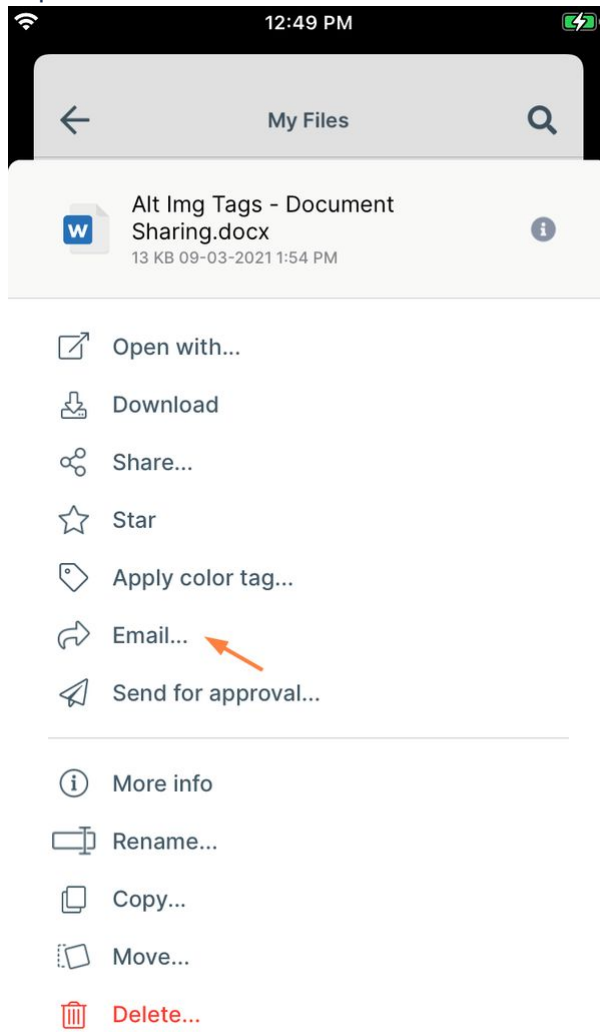 12:49 PM
My Files
W
Alt Img Tags - Document
Sharing.docx
13 KB 09-03-2021 1:54 PM
Open with...
Download
Share...
Star
Apply color tag...
Email...
Send for approval...
More info
Rename...
Copy...
Move...
Delete...